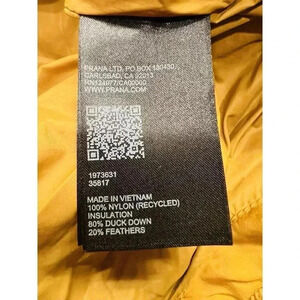 PRANA LTD. PO BOX 130430
CARLSBAD, CA 92013
RN124977/CA00000
WWW.PRANA.COM
1973631
35817
MADE IN VIETNAM
100% NYLON (RECYCLED)
INSULATION
80% DUCK DOWN
20% FEATHERS